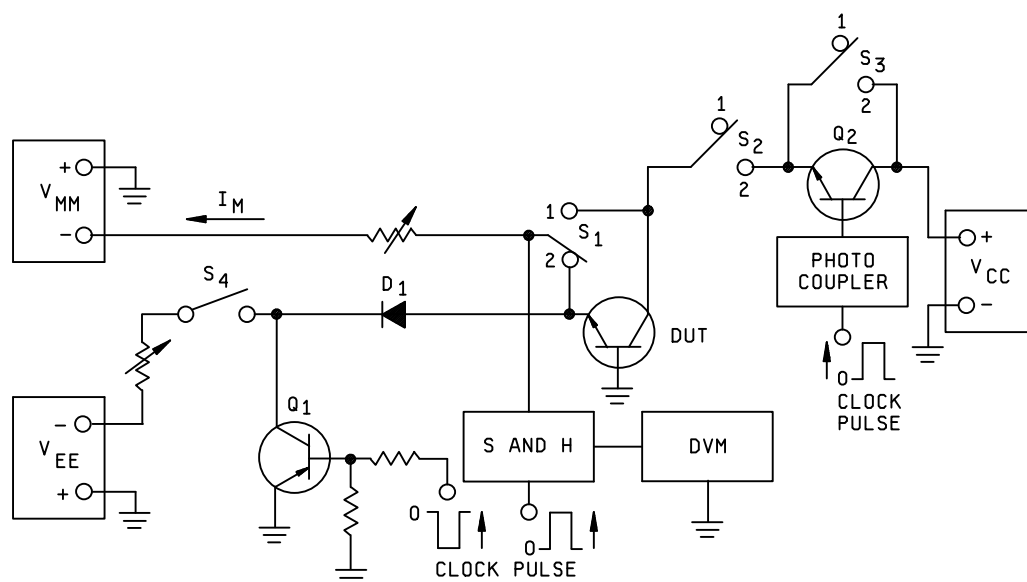 1
S3
2
1
S2
2
Q2
+
VMM
−
IM
1
S1
2
PHOTO
COUPLER
+
VCC
−
S4
D1
DUT
0
CLOCK
PULSE
−
VEE
+
Q1
S AND H
DVM
0
0
CLOCK PULSE